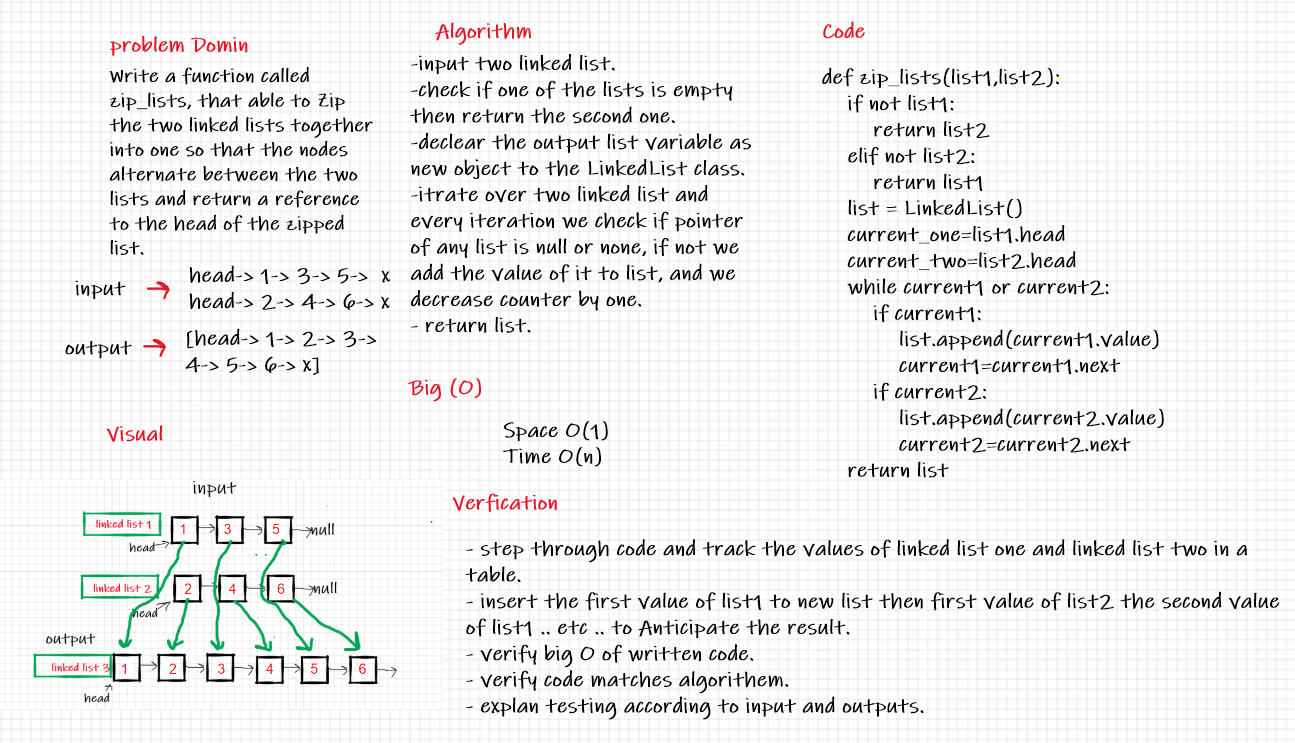 problem Domin
Write a function called
zip_lists, that able to Zip
the two linked lists together
into one so that the nodes
alternate between the two
lists and return a reference
to the head of the zipped
list.
input
head-> 1-> 3-> 5-> x
head-> 2-> 4-> 6-> x
output
[head-> 1-> 2-> 3->
4-> 5-> 6-> x]
Algorithm
-input two linked list.
-check if one of the lists is empty
then return the second one.
-declear the output list variable as
new object to the LinkedList class.
-itrate over two linked list and
every iteration we check if pointer
of any list is null or none, if not we
add the value of it to list, and we
decrease counter by one.
- return list.
Big (O)
Space O(1)
Time O(n)
Code
def zip_lists(list1,list2):
if not list1:
return list2
elif not list2:
return list1
list = LinkedList()
current_one=list1.head
current_two=list2.head
while current1 or current2:
if current1:
list.append(current1.value)
current1=current1.next
if current2:
list.append(current2.value)
current2=current2.next
return list
Visual
input
linked list 1
1 3 5 null
head
linked list 2
2 4 6 null
head
output
linked list 3
1 2 3 4 5 6
head
Verfication
- step through code and track the values of linked list one and linked list two in a
table.
- insert the first value of list1 to new list then first value of list2 the second value
of list1 .. etc .. to Anticipate the result.
- verify big O of written code.
- verify code matches algorithem.
- explan testing according to input and outputs.